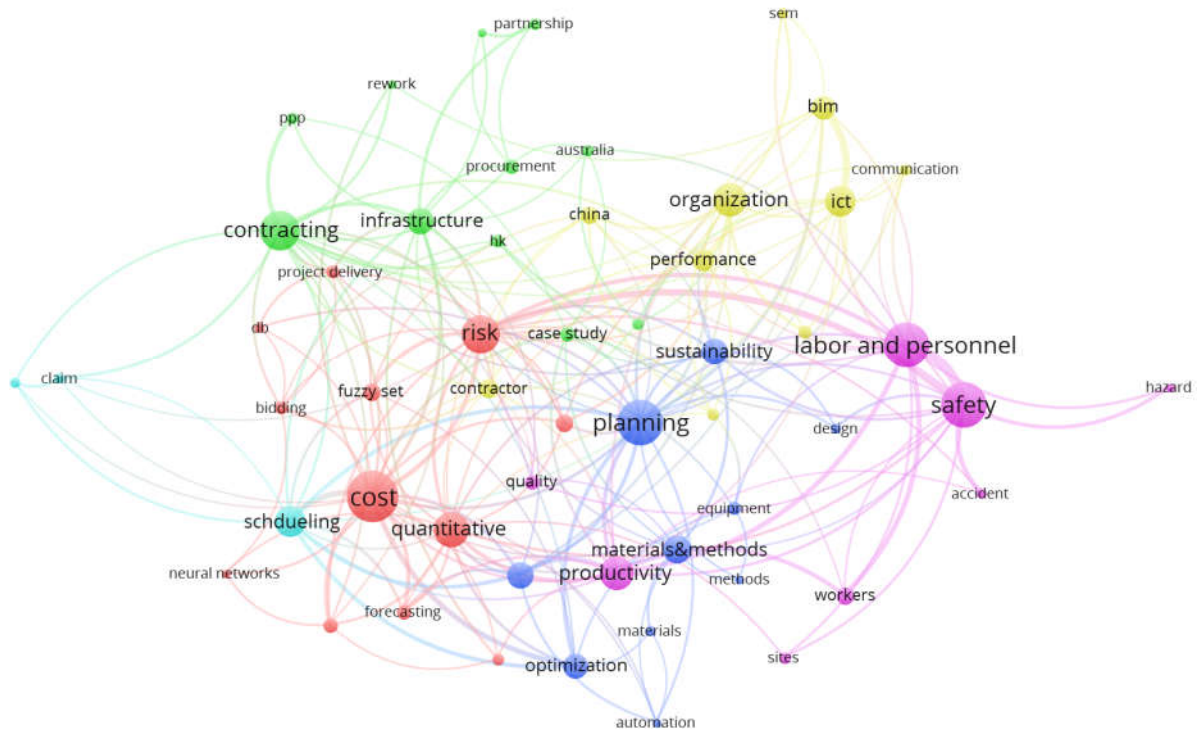 sem
partnership
rework
bim
ppp
australia
procurement
communication
organization
ict
china
infrastructure
contracting
hk
performance
project delivery
db
risk
case study
labor and personnel
sustainability
claim
hazard
fuzzy set
contractor
safety
bidding
planning
design
quality
accident
cost
equipment
schdueling
quantitative
materials&methods
neural networks
productivity
methods
workers
forecasting
materials
sites
optimization
automation